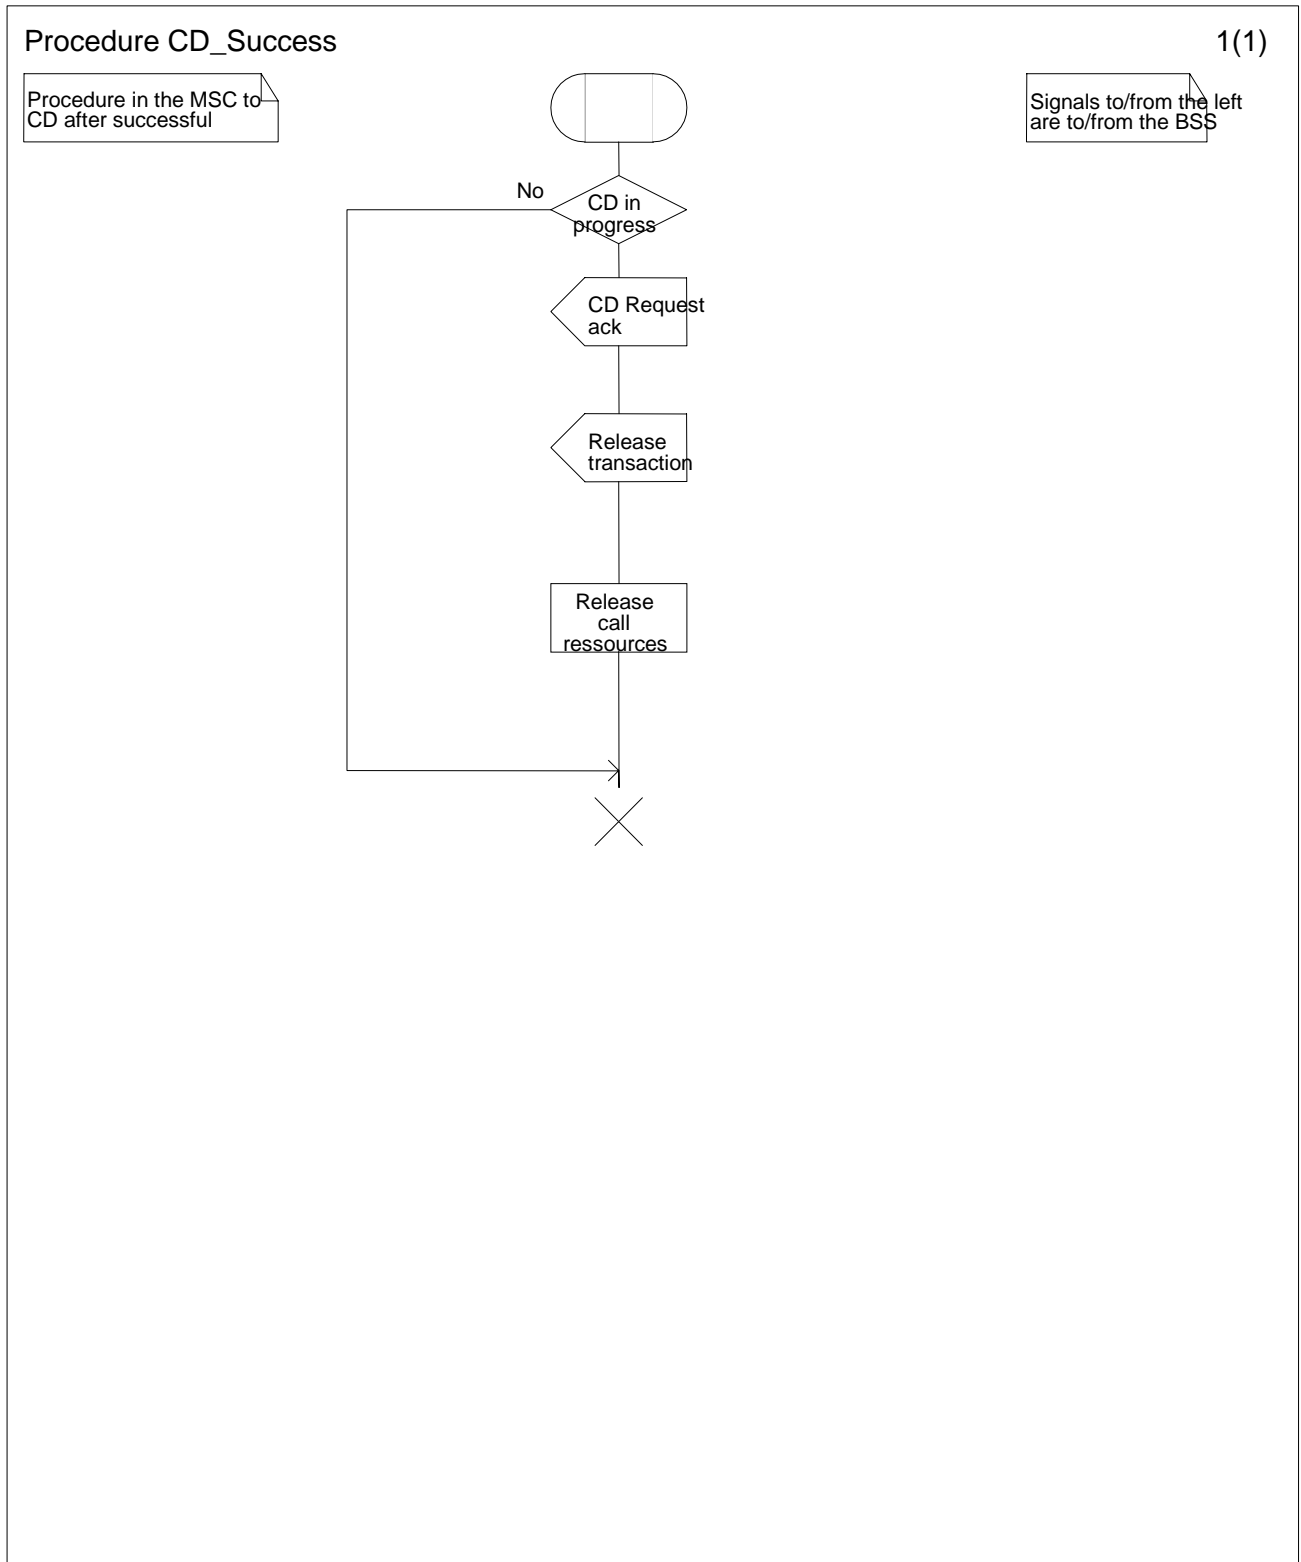 Procedure CD_Success
1(1)
Procedure in the MSC to
CD after successful
Signals to/from the left
are to/from the BSS
No
CD in
progress
CD Request
ack
Release
transaction
Release
call
ressources